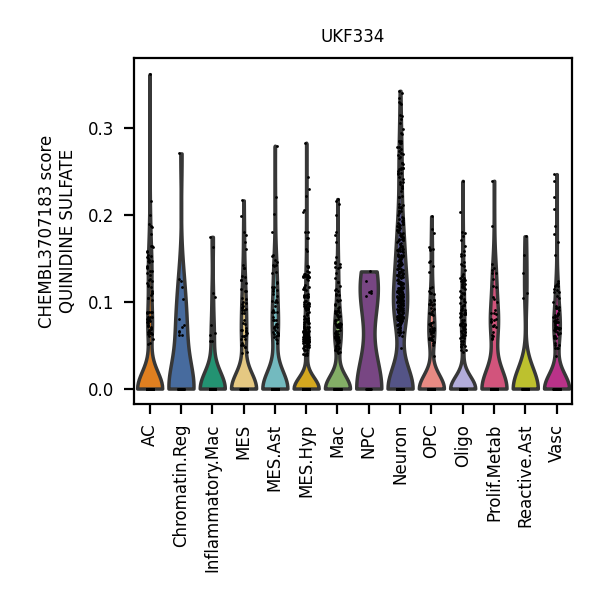 UKF334
CHEMBL3707183 score
QUINIDINE SULFATE
0.3
0.2
0.1
0.0
AC
Chromatin.Reg
Inflammatory.Mac
MES
MES.Ast
MES.Hyp
Mac
NPC
Neuron
OPC
Oligo
Prolif.Metab
Reactive.Ast
Vasc